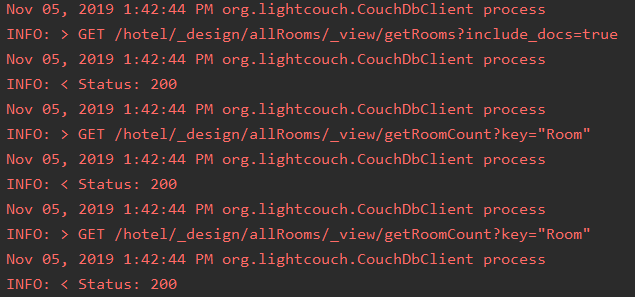 Nov 05, 2019 1:42:44 PM org.lightcouch.CouchDbClient process
INFO: > GET /hotel/_design/allRooms/_view/getRooms?include_docs=true
Nov 05, 2019 1:42:44 PM org.lightcouch.CouchDbClient process
INFO: < Status: 200
Nov 05, 2019 1:42:44 PM org.lightcouch.CouchDbClient process
INFO: > GET /hotel/_design/allRooms/_view/getRoomCount?key="Room"
Nov 05, 2019 1:42:44 PM org.lightcouch.CouchDbClient process
INFO: < Status: 200
Nov 05, 2019 1:42:44 PM org.lightcouch.CouchDbClient process
INFO: > GET /hotel/_design/allRooms/_view/getRoomCount?key="Room"
Nov 05, 2019 1:42:44 PM org.lightcouch.CouchDbClient process
INFO: < Status: 200